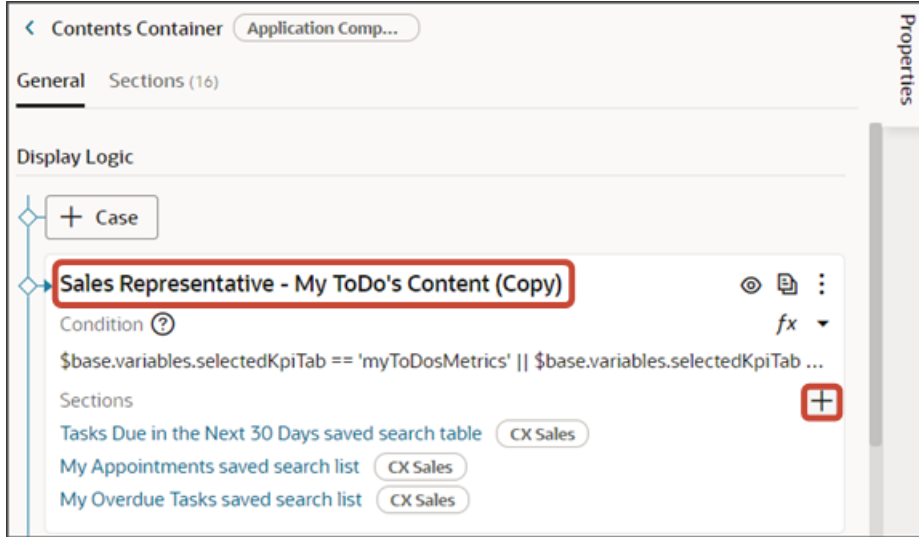 Contents Container Application Comp...
Properties
General Sections (16)
Display Logic
+ Case
Sales Representative - My ToDo's Content (Copy)
Condition ? fx
$base.variables.selectedKpiTab == 'myToDosMetrics' || $base.variables.selectedKpiTab ...
Sections +
Tasks Due in the Next 30 Days saved search table CX Sales
My Appointments saved search list CX Sales
My Overdue Tasks saved search list CX Sales